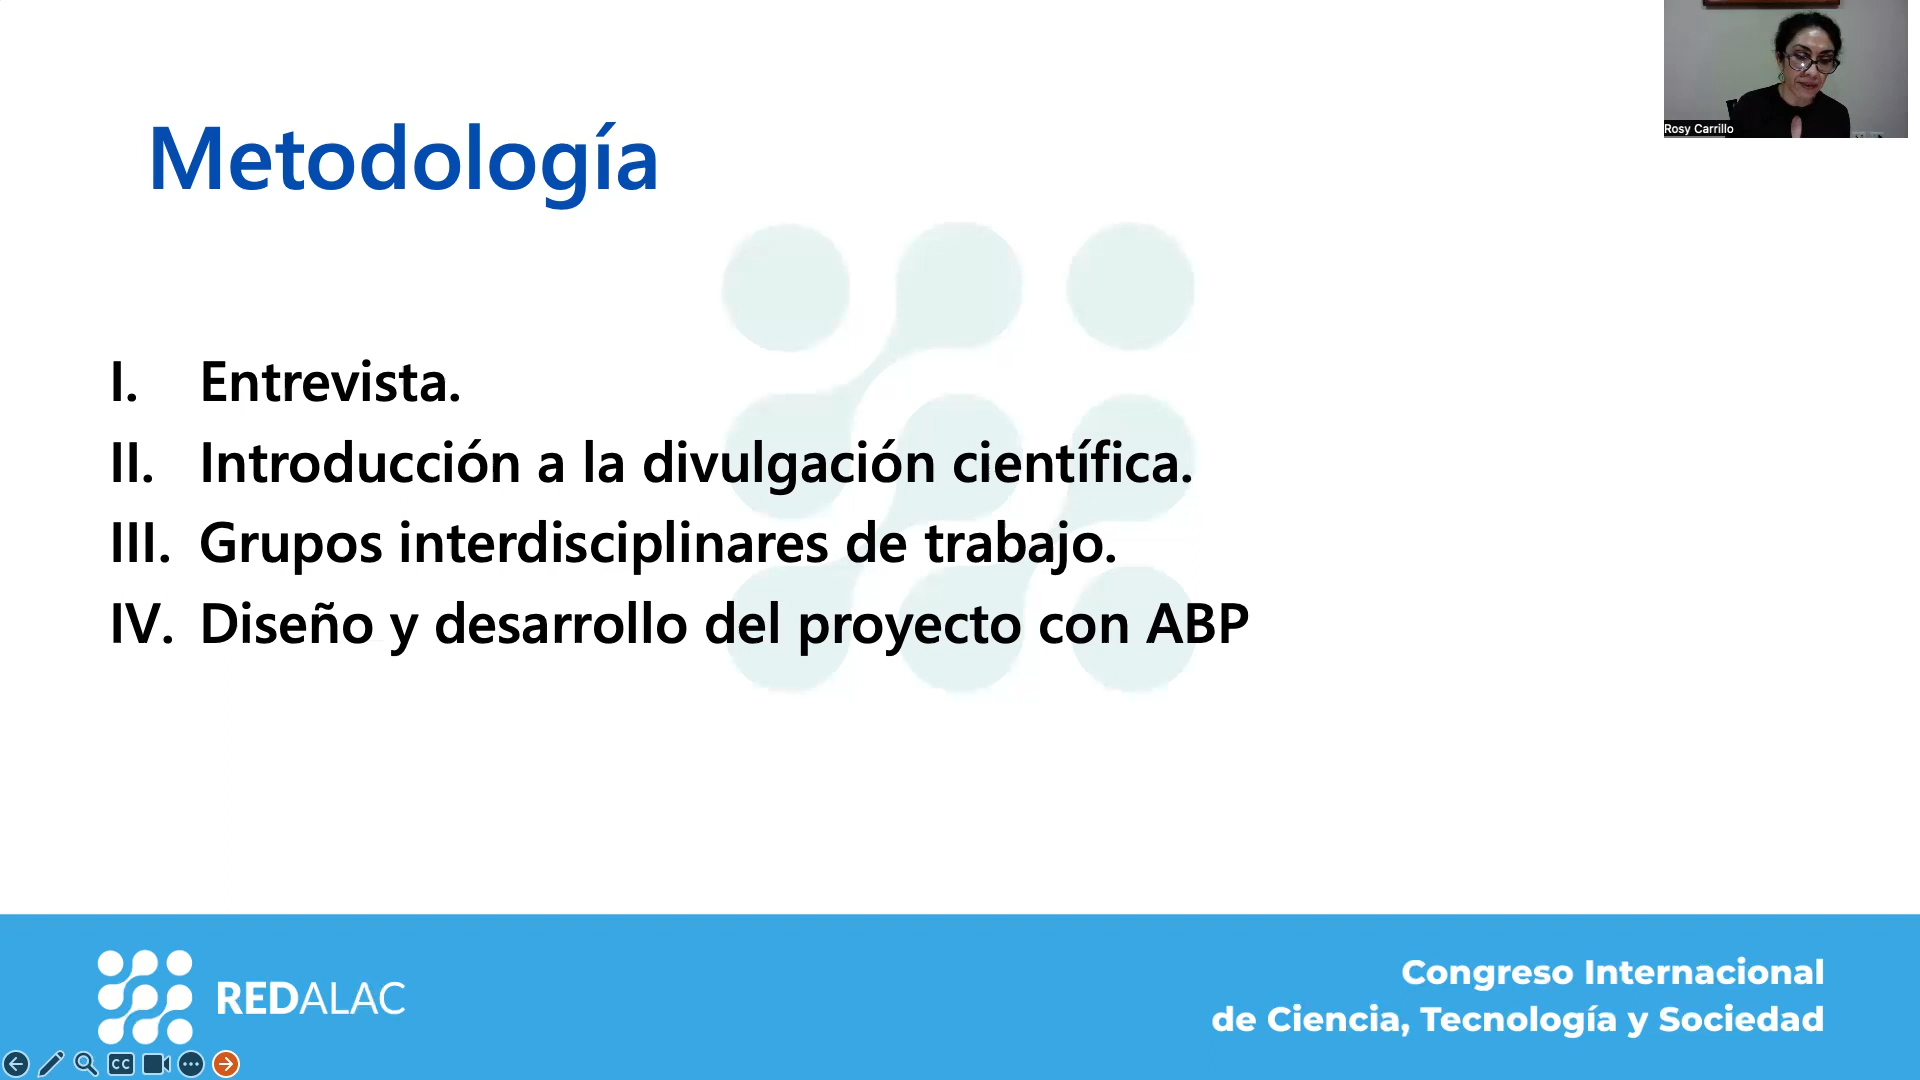 Rosy Carrillo
Metodología
I. Entrevista.
II. Introducción a la divulgación científica.
III. Grupos interdisciplinares de trabajo.
IV. Diseño y desarrollo del proyecto con ABP
REDALAC
Congreso Internacional
de Ciencia, Tecnología y Sociedad
CC